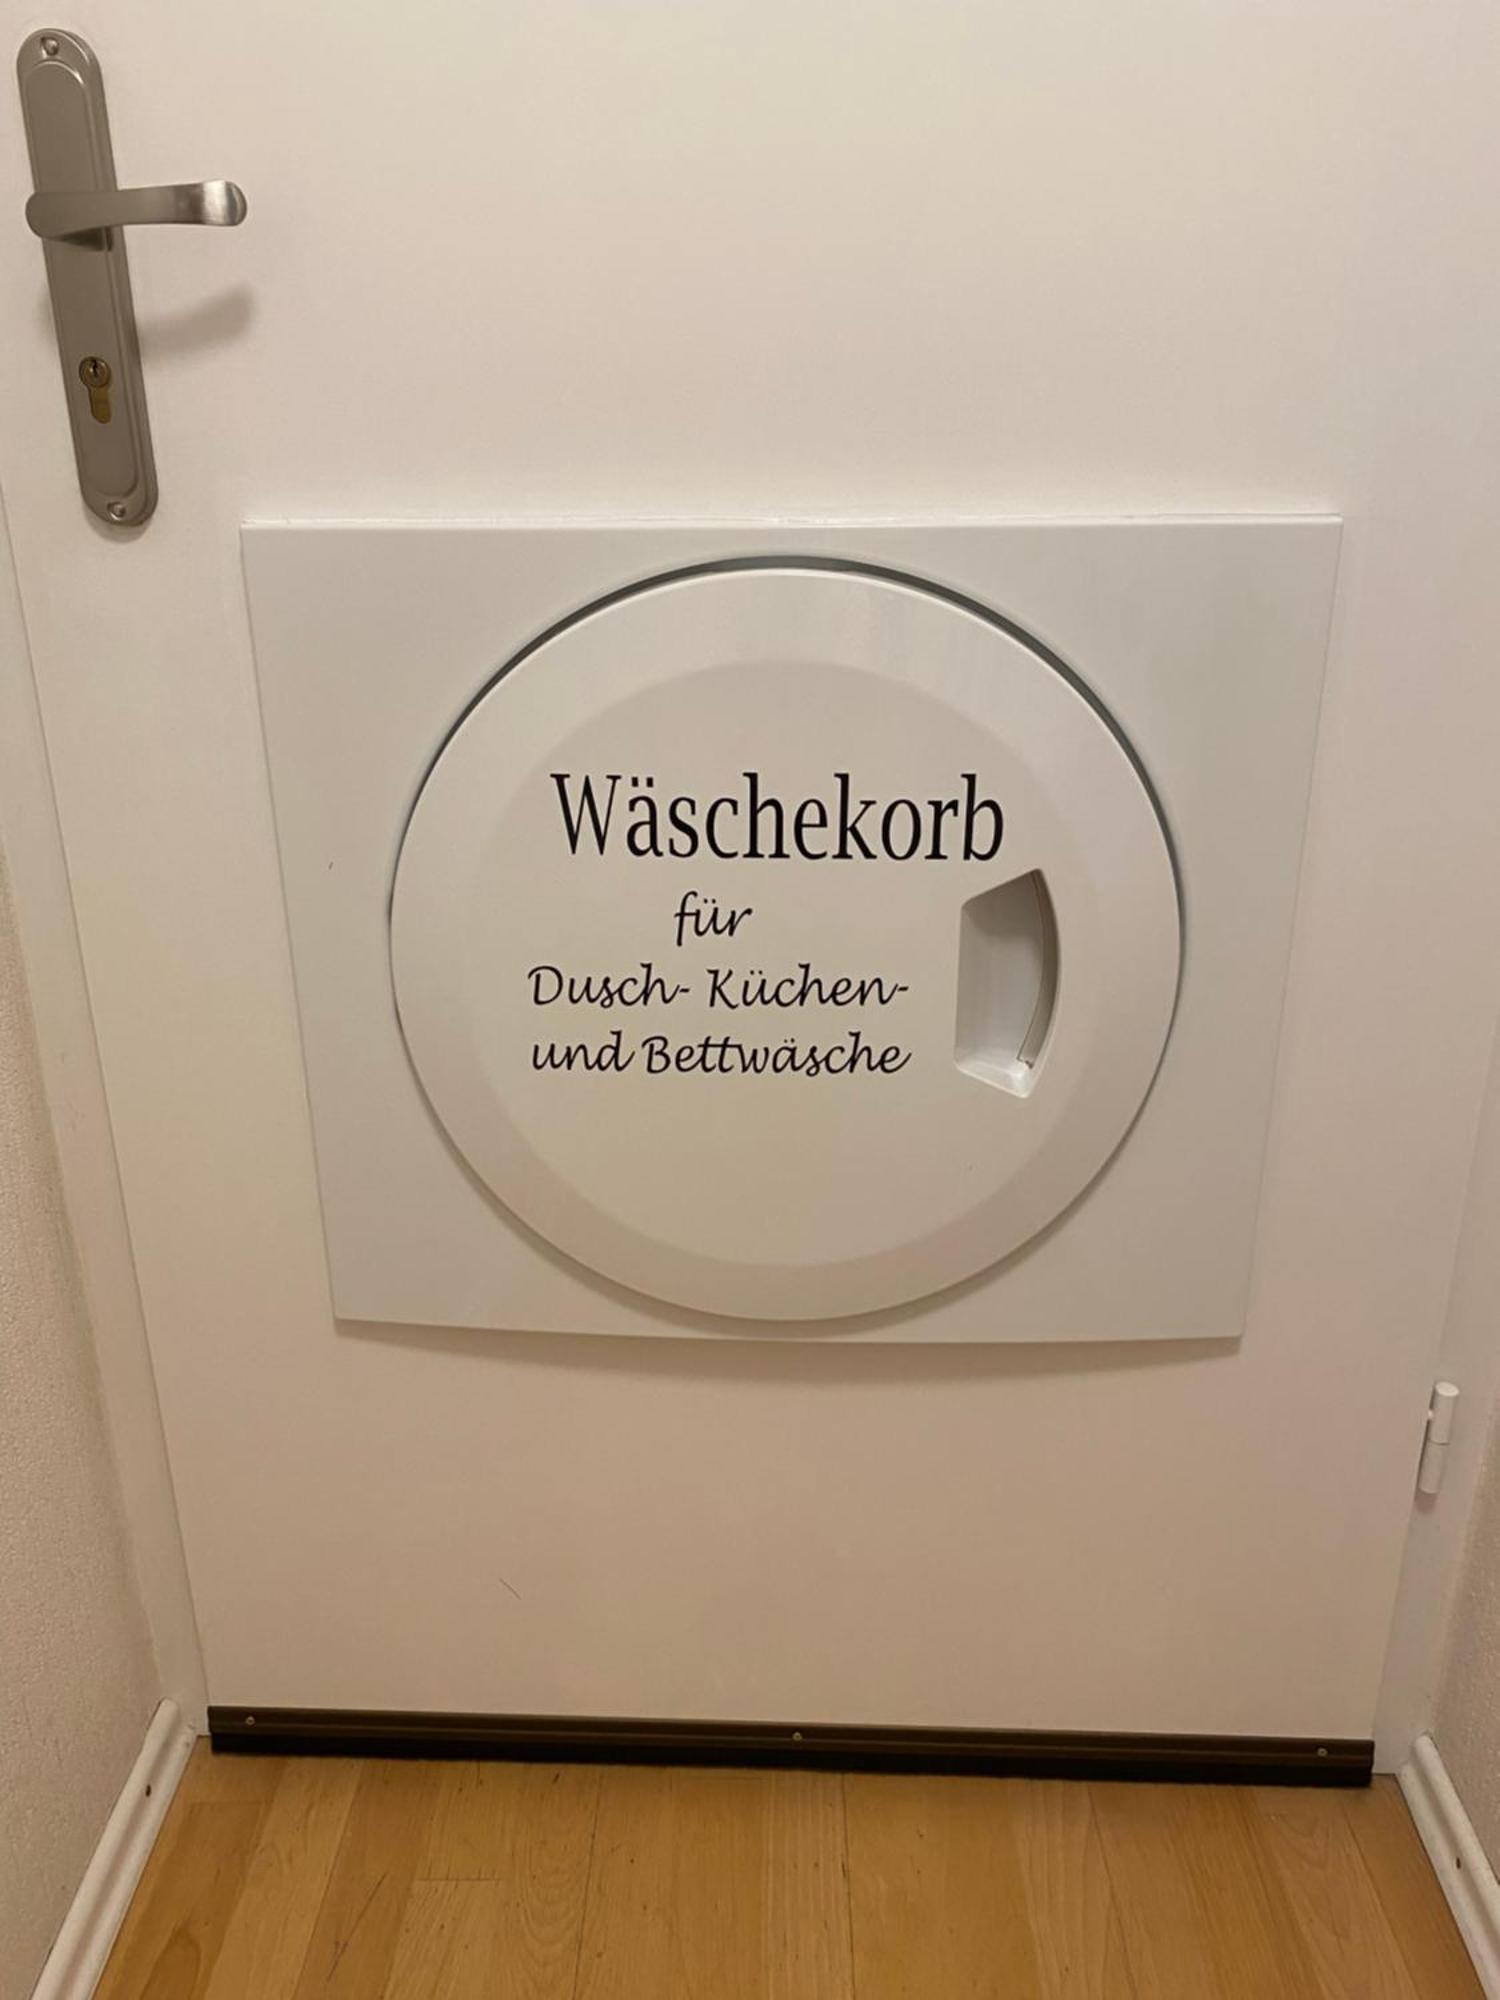 Wäschekorb
für
Dusch- Küchen-
und Bettwäsche